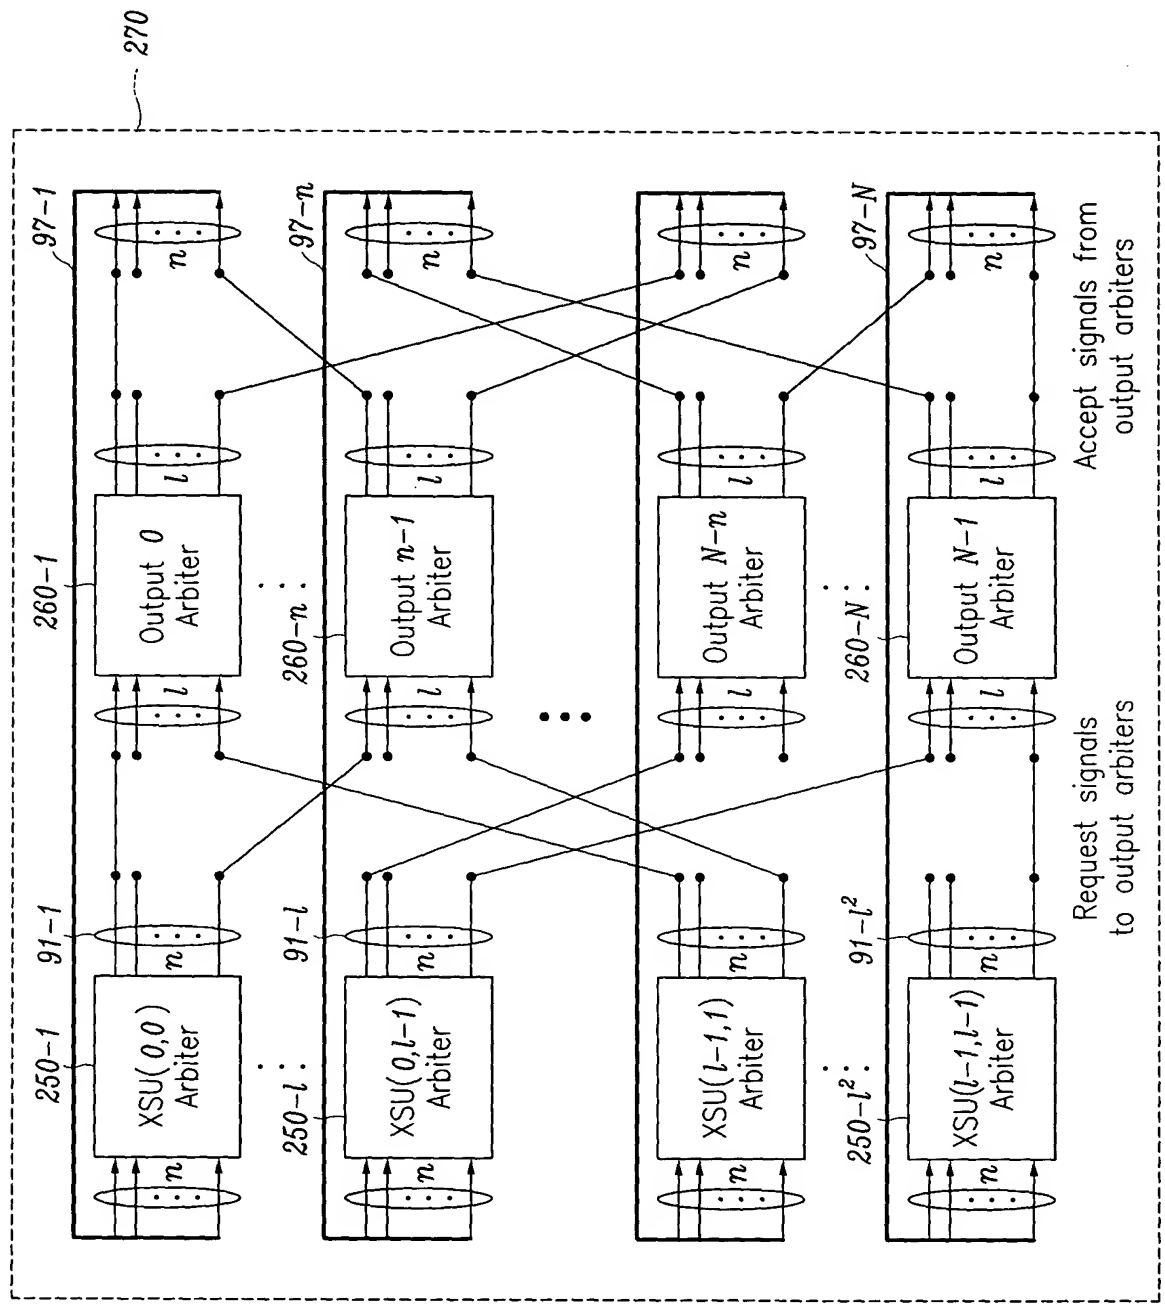 270
97-1
n
l
260-1
Output 0
Arbiter
l
91-1
n
250-1
XSU(0,0)
Arbiter
n
97-n
n
l
260-n
Output n-1
Arbiter
l
91-l
n
250-l
XSU(0,l-1)
Arbiter
n
n
l
Output N-n
Arbiter
l
n
XSU(l-1,1)
Arbiter
n
97-N
n
l
260-N
Output N-1
Arbiter
l
91-l²
n
250-l²
XSU(l-1,l-1)
Arbiter
n
Request signals
to output arbiters
Accept signals from
output arbiters